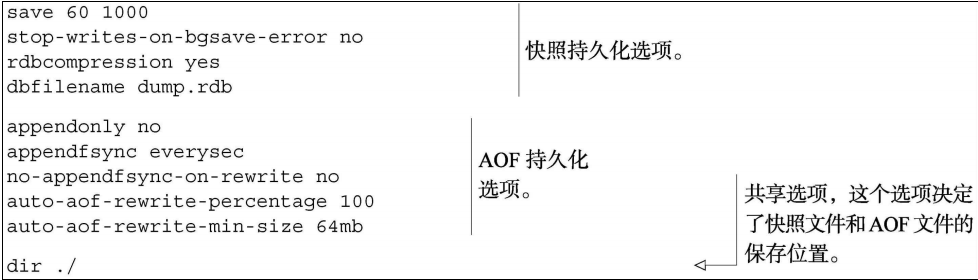 save 60 1000
stop-writes-on-bgsave-error no
rdbcompression yes
dbfilename dump.rdb
快照持久化选项。
appendonly no
appendfsync everysec
no-appendfsync-on-rewrite no
auto-aof-rewrite-percentage 100
auto-aof-rewrite-min-size 64mb
AOF 持久化
选项。
dir ./
共享选项，这个选项决定
了快照文件和 AOF 文件的
保存位置。